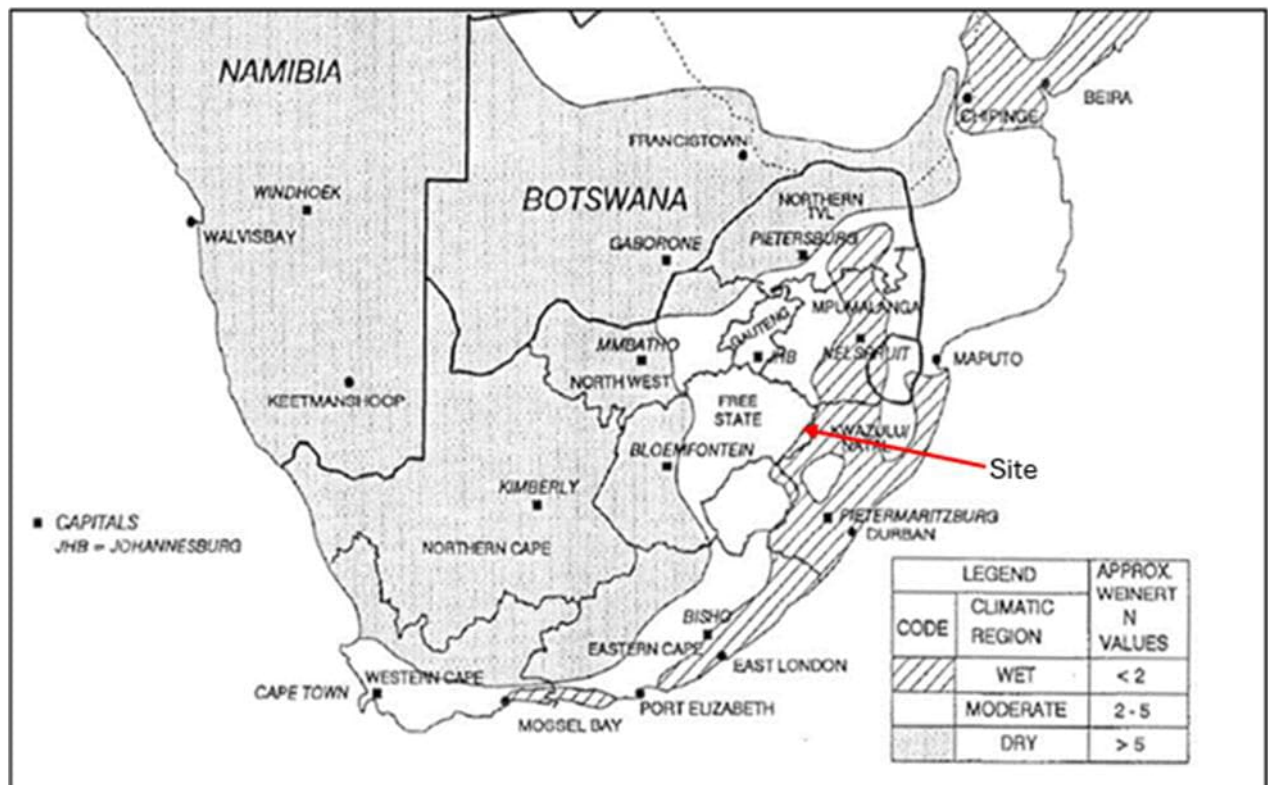 NAMIBIA
BEIRA
CHIPINGE
FRANCISTOWN
WINDHOEK
BOTSWANA
NORTHERN
TVL
WALVISBAY
GABORONE
PIETERSBURG
MPUMALANGA
GAUTENG
MMBATHO
JHB
NELSPRUIT
MAPUTO
NORTH WEST
KEETMANSHOOP
FREE
STATE
KWAZULU/
NATAL
BLOEMFONTEIN
Site
KIMBERLY
CAPITALS
JHB = JOHANNESBURG
PIETERMARITZBURG
DURBAN
NORTHERN CAPE
LEGEND
APPROX.
WEINERT
N
VALUES
CODE
CLIMATIC
REGION
BISHO
EASTERN CAPE
EAST LONDON
WET
< 2
WESTERN CAPE
CAPE TOWN
MODERATE
2 - 5
PORT ELIZABETH
MOSSEL BAY
DRY
> 5